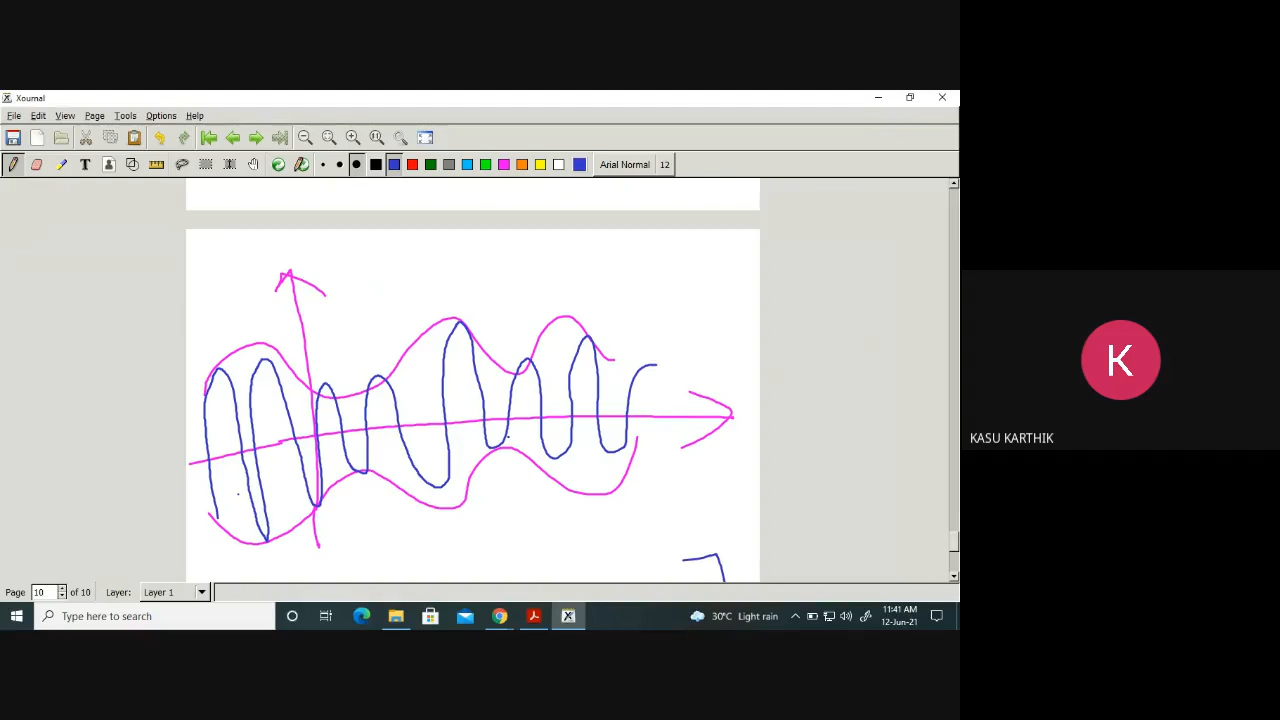 Xournal
File Edit View Page Tools Options Help
T Arial Normal 12
K
KASU KARTHIK
Page 10 of 10 Layer: Layer 1
Type here to search
30°C Light rain
11:41 AM
12-Jun-21